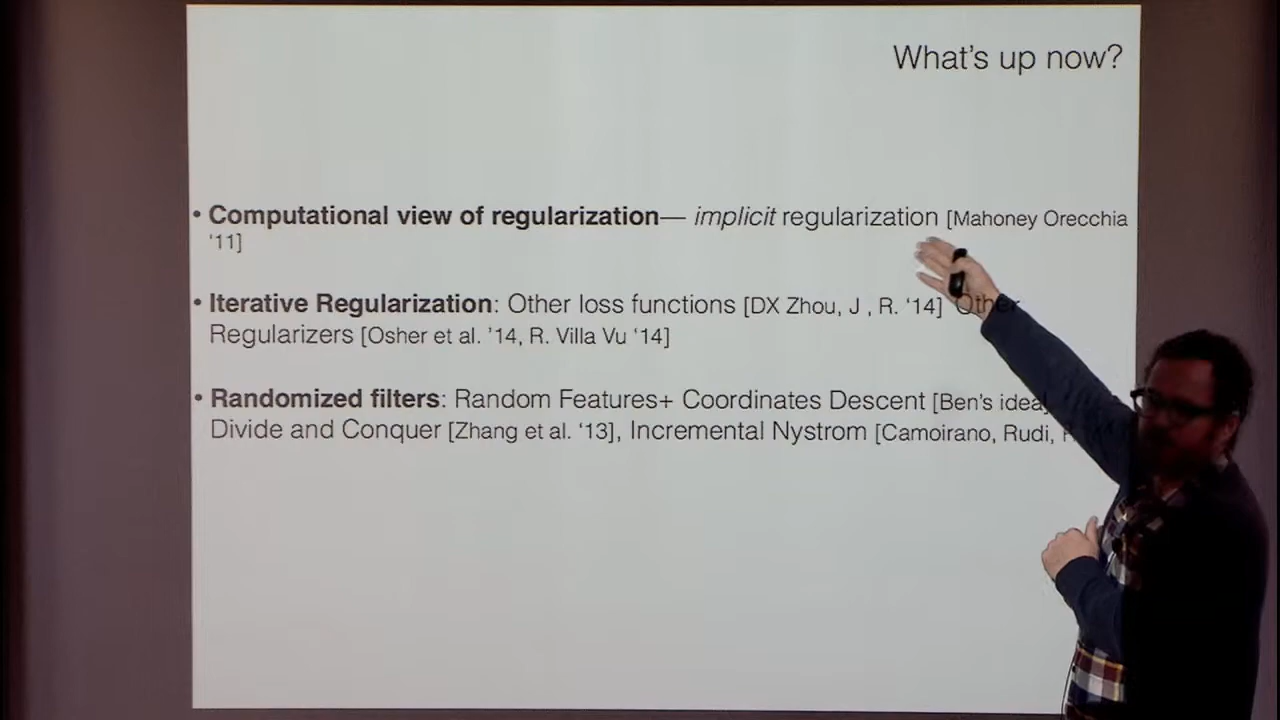 What's up now?
• Computational view of regularization— implicit regularization [Mahoney Orecchia
'11]
• Iterative Regularization: Other loss functions [DX Zhou, J , R. ‘14] Other
Regularizers [Osher et al. ’14, R. Villa Vu ‘14]
• Randomized filters: Random Features+ Coordinates Descent [Ben's idea]
Divide and Conquer [Zhang et al. ‘13], Incremental Nystrom [Camoirano, Rudi,